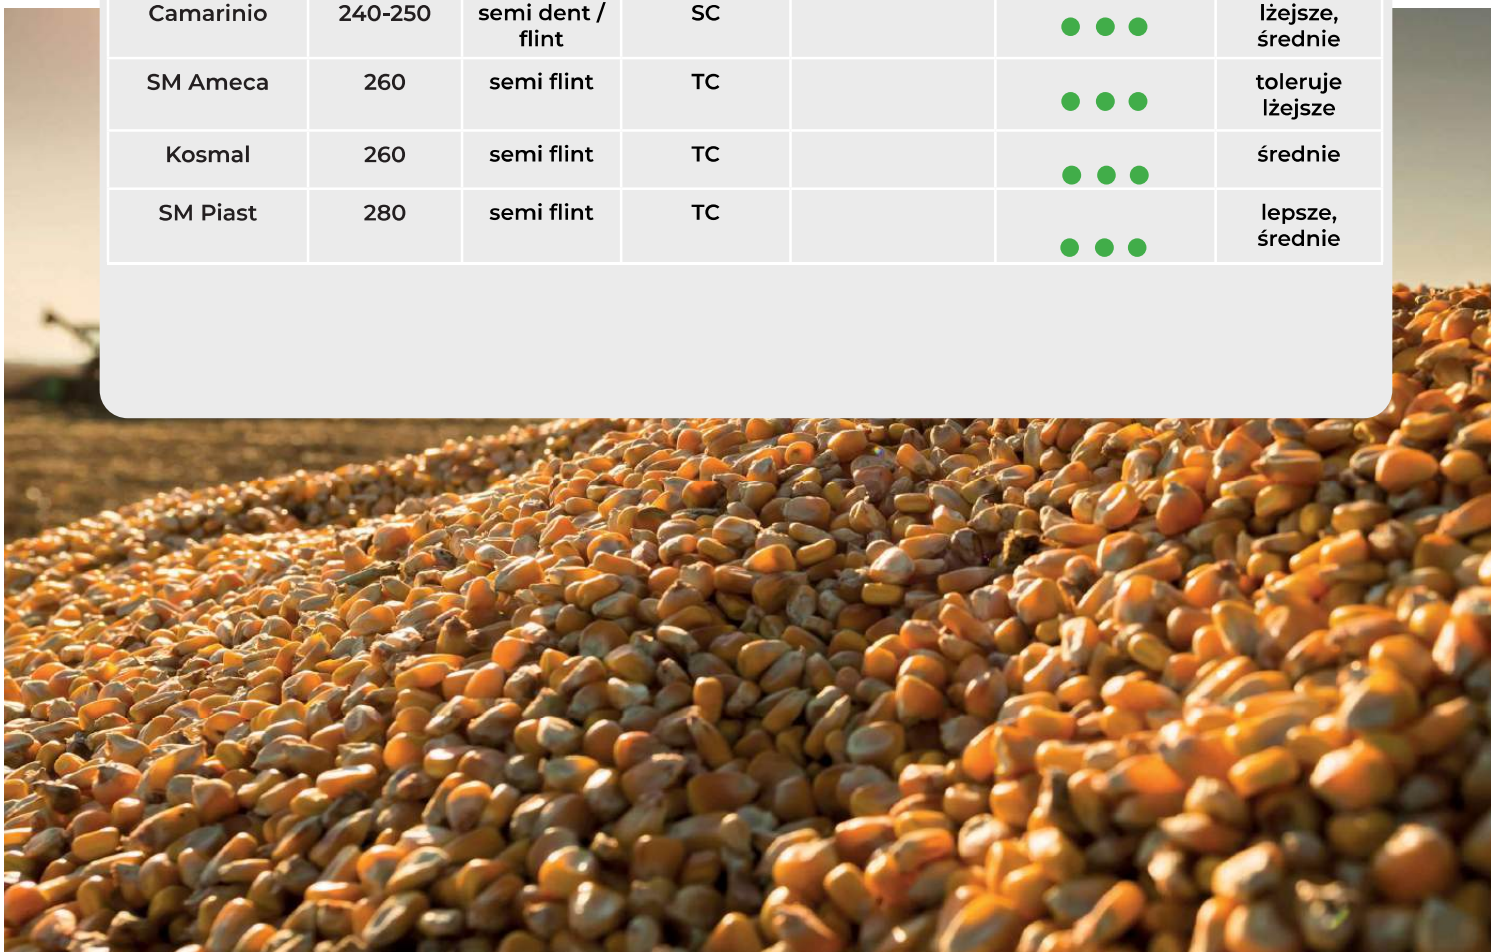 Camarinio 240-250 semi dent / SC lżejsze,
flint średnie
SM Ameca 260 semi flint TC toleruje
lżejsze
Kosmal 260 semi flint TC średnie
SM Piast 280 semi flint TC lepsze,
średnie